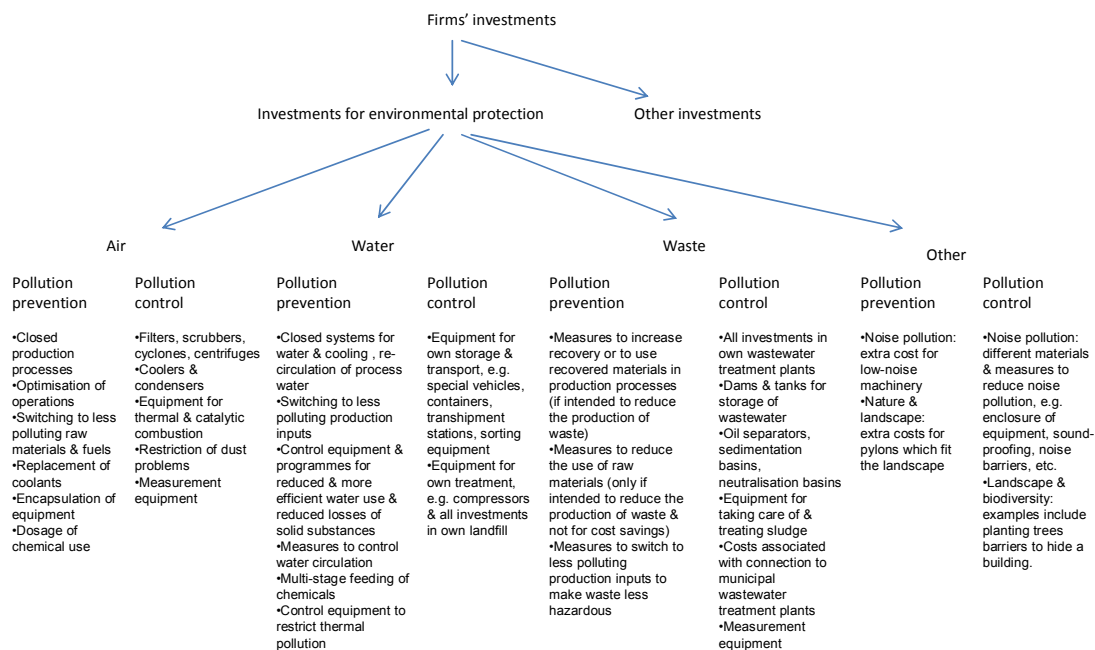 Firms' investments
Investments for environmental protection
Other investments
Air
Water
Waste
Other
Pollution
prevention
•Closed
production
processes
•Optimisation of
operations
•Switching to less
polluting raw
materials & fuels
•Replacement of
coolants
•Encapsulation of
equipment
•Dosage of
chemical use
Pollution
control
•Filters, scrubbers,
cyclones, centrifuges
•Coolers &
condensers
•Equipment for
thermal & catalytic
combustion
•Restriction of dust
problems
•Measurement
equipment
Pollution
prevention
•Closed systems for
water & cooling , re-
circulation of process
water
•Switching to less
polluting production
inputs
•Control equipment &
programmes for
reduced & more
efficient water use &
reduced losses of
solid substances
•Measures to control
water circulation
•Multi-stage feeding of
chemicals
•Control equipment to
restrict thermal
pollution
Pollution
control
•Equipment for
own storage &
transport, e.g.
special vehicles,
containers,
transhipment
stations, sorting
equipment
•Equipment for
own treatment,
e.g. compressors
& all investments
in own landfill
Pollution
prevention
•Measures to increase
recovery or to use
recovered materials in
production processes
(if intended to reduce
the production of
waste)
•Measures to reduce
the use of raw
materials (only if
intended to reduce the
production of waste &
not for cost savings)
•Measures to switch to
less polluting
production inputs to
make waste less
hazardous
Pollution
control
•All investments in
own wastewater
treatment plants
•Dams & tanks for
storage of
wastewater
•Oil separators,
sedimentation
basins,
neutralisation basins
•Equipment for
taking care of &
treating sludge
•Costs associated
with connection to
municipal
wastewater
treatment plants
•Measurement
equipment
Pollution
prevention
•Noise pollution:
extra cost for
low-noise
machinery
•Nature &
landscape:
extra costs for
pylons which fit
the landscape
Pollution
control
•Noise pollution:
different materials
& measures to
reduce noise
pollution, e.g.
enclosure of
equipment, sound-
proofing, noise
barriers, etc.
•Landscape &
biodiversity:
examples include
planting trees
barriers to hide a
building.